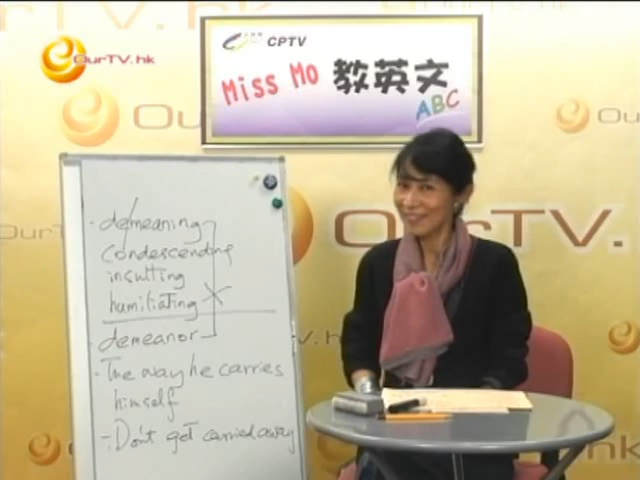 OurTV.hk
CPTV
Miss Mo 教英文
ABC
OurTV.
demeaning
condescending
insulting
humiliating
demeanor
- The way he carries
himself
- Don't get carried away